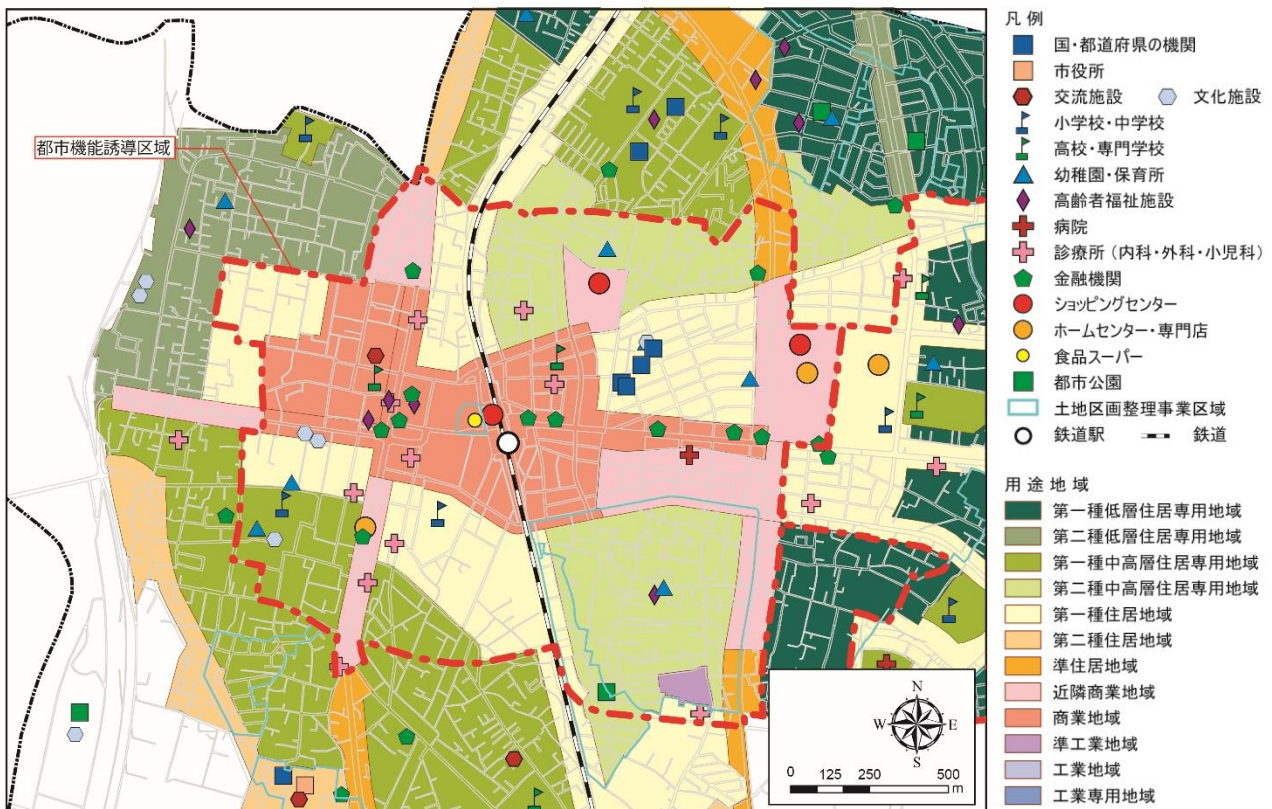 都市機能誘導区域
凡例
国・都道府県の機関
市役所
交流施設 文化施設
小学校・中学校
高校・専門学校
幼稚園・保育所
高齢者福祉施設
病院
診療所（内科・外科・小児科）
金融機関
ショッピングセンター
ホームセンター・専門店
食品スーパー
都市公園
土地区画整理事業区域
鉄道駅 鉄道
用途地域
第一種低層住居専用地域
第二種低層住居専用地域
第一種中高層住居専用地域
第二種中高層住居専用地域
第一種住居地域
第二種住居地域
準住居地域
近隣商業地域
商業地域
準工業地域
工業地域
工業専用地域
N
W E
S
0 125 250 500
m